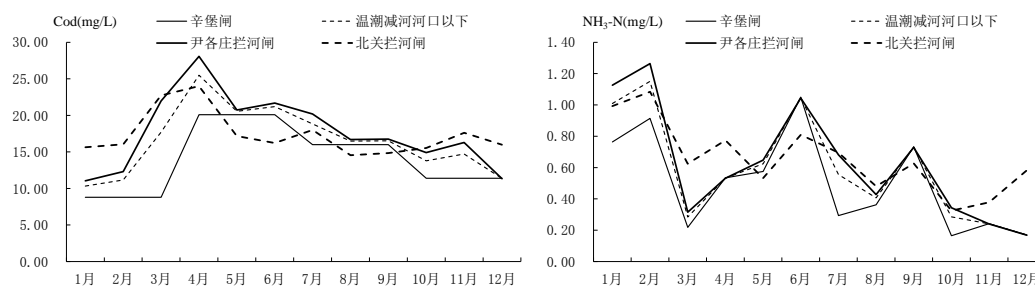 Cod(mg/L)
辛堡闸
温潮减河河口以下
尹各庄拦河闸
北关拦河闸
30.00
25.00
20.00
15.00
10.00
5.00
0.00
1月 2月 3月 4月 5月 6月 7月 8月 9月 10月 11月 12月
NH3-N(mg/L)
辛堡闸
温潮减河河口以下
尹各庄拦河闸
北关拦河闸
1.40
1.20
1.00
0.80
0.60
0.40
0.20
0.00
1月 2月 3月 4月 5月 6月 7月 8月 9月 10月 11月 12月